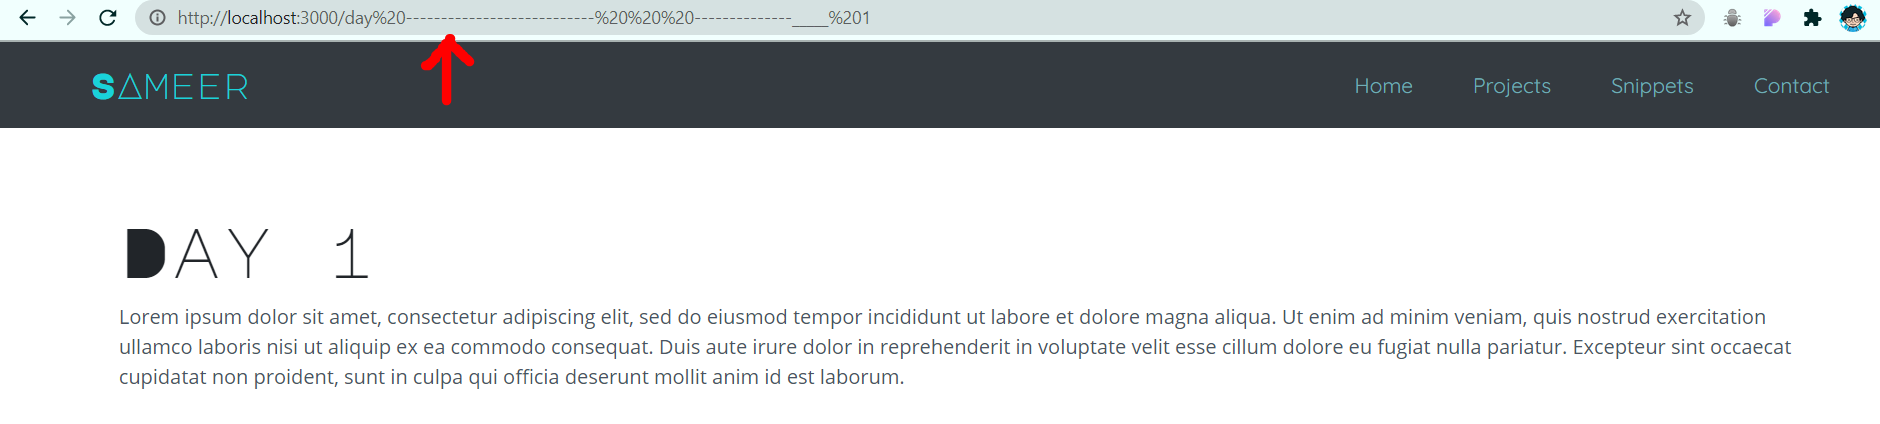 http://localhost:3000/day%20---------------------------%20%20%20--------------_____%201
SAMEER
Home Projects Snippets Contact
DAY 1
Lorem ipsum dolor sit amet, consectetur adipiscing elit, sed do eiusmod tempor incididunt ut labore et dolore magna aliqua. Ut enim ad minim veniam, quis nostrud exercitation
ullamco laboris nisi ut aliquip ex ea commodo consequat. Duis aute irure dolor in reprehenderit in voluptate velit esse cillum dolore eu fugiat nulla pariatur. Excepteur sint occaecat
cupidatat non proident, sunt in culpa qui officia deserunt mollit anim id est laborum.